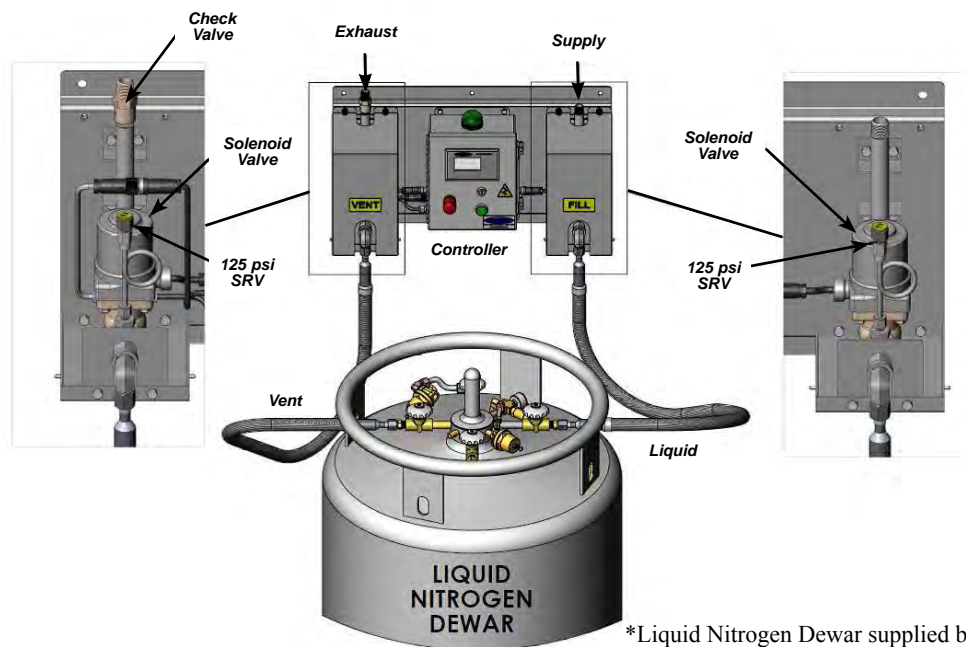 Check
Valve
Exhaust
Supply
Solenoid
Valve
Solenoid
Valve
VENT
FILL
Controller
125 psi
SRV
125 psi
SRV
Vent
Liquid
LIQUID
NITROGEN
DEWAR
*Liquid Nitrogen Dewar supplied b